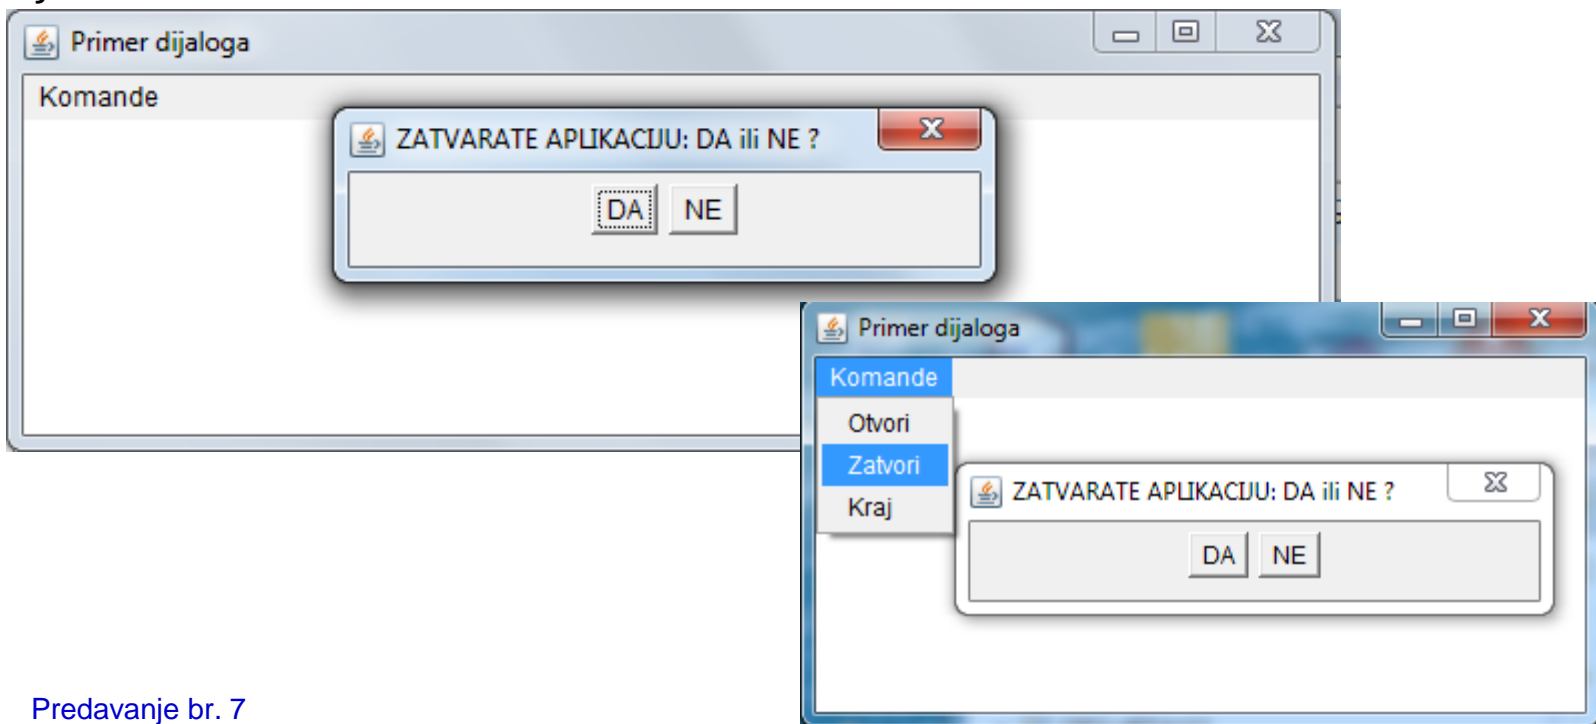 Primer dijaloga
Komande
ZATVARATE APLIKACIJU: DA ili NE ?
DA NE
Primer dijaloga
Komande
Otvori
Zatvori
Kraj
ZATVARATE APLIKACIJU: DA ili NE ?
DA NE
Predavanje br. 7